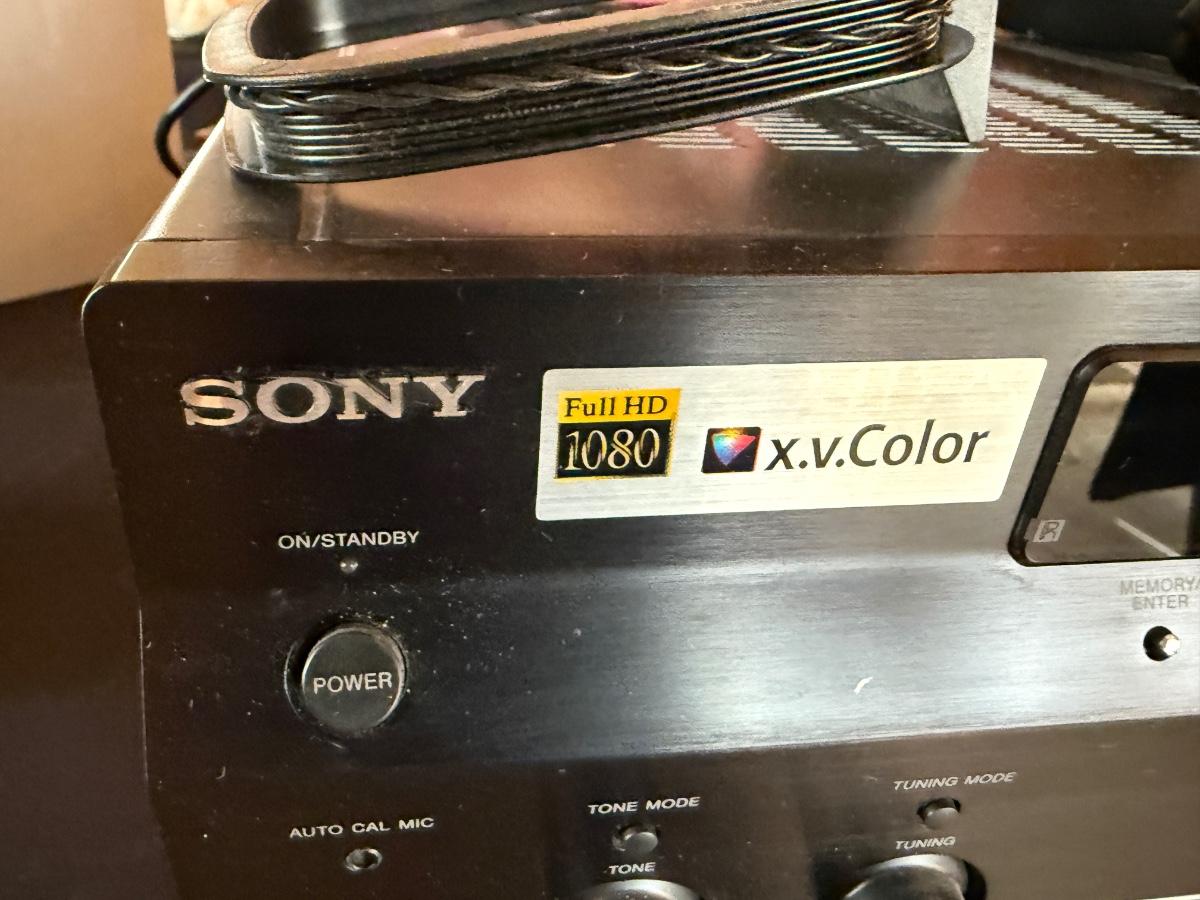 SONY
Full HD
1080
x.v.Color
ON/STANDBY
MEMORY/
ENTER
POWER
TUNING MODE
TONE MODE
AUTO CAL MIC
TUNING
TONE